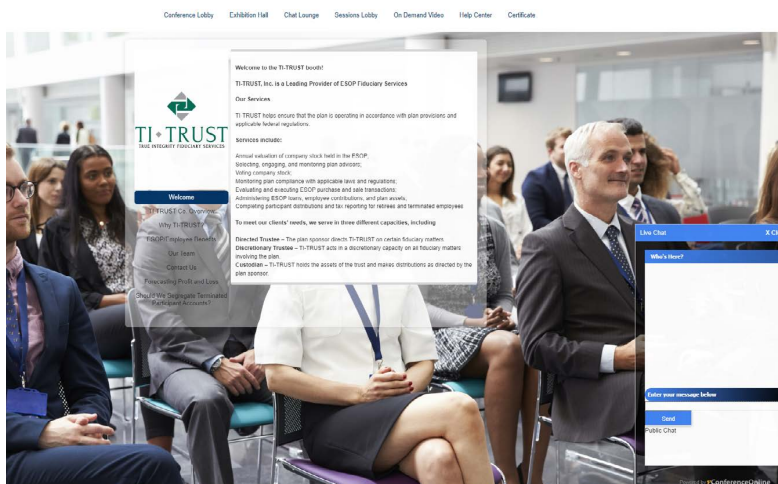 Conference Lobby Exhibition Hall Chat Lounge Sessions Lobby On Demand Video Help Center Certificate
TI TRUST
TRUE INTEGRITY FIDUCIARY SERVICES
Welcome
TI-TRUST Co. Overview
Why TI-TRUST?
ESOP/Employee Benefits
Our Team
Contact Us
Forecasting Profit and Loss
Should We Segregate Terminated
Participant Accounts?
Welcome to the TI-TRUST booth!
TI-TRUST, Inc. is a Leading Provider of ESOP Fiduciary Services
Our Services
TI-TRUST helps ensure that the plan is operating in accordance with plan provisions and
applicable federal regulations.
Services include:
Annual valuation of company stock held in the ESOP;
Selecting, engaging, and monitoring plan advisors;
Voting company stock;
Monitoring plan compliance with applicable laws and regulations;
Evaluating and executing ESOP purchase and sale transactions;
Administering ESOP loans, employee contributions, and plan assets;
Completing participant distributions and tax reporting for retirees and terminated employees
To meet our clients' needs, we serve in three different capacities, including
Directed Trustee – The plan sponsor directs TI-TRUST on certain fiduciary matters.
Discretionary Trustee – TI-TRUST acts in a discretionary capacity on all fiduciary matters
involving the plan.
Custodian – TI-TRUST holds the assets of the trust and makes distributions as directed by the
plan sponsor.
Live Chat X Cl
Who's Here?
Enter your message below
Send
Public Chat
Powered by eConferenceOnline